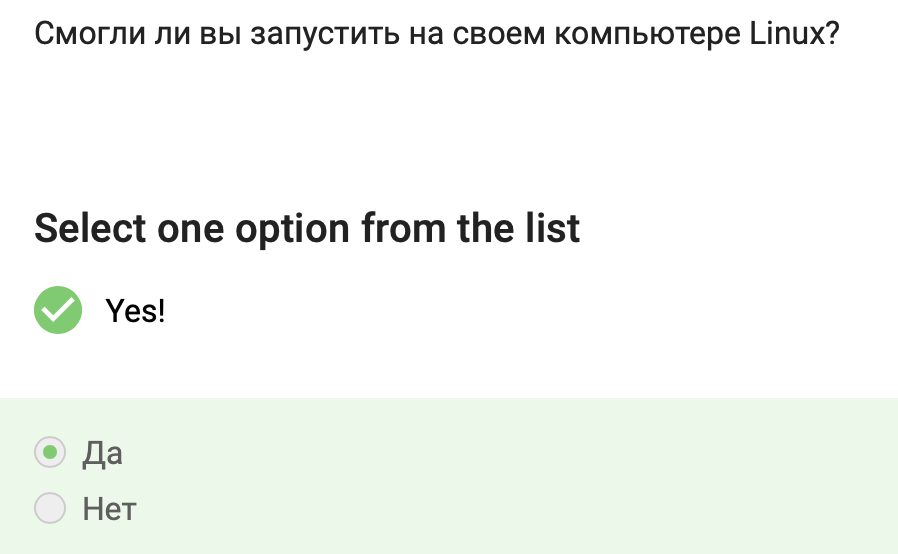 Смогли ли вы запустить на своем компьютере Linux?
Select one option from the list
Yes!
Да
Нет